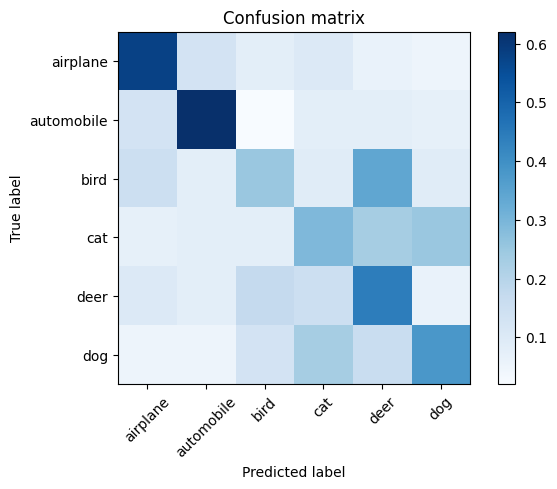 Confusion matrix
True label
airplane
automobile
bird
cat
deer
dog
airplane
automobile
bird
cat
deer
dog
Predicted label
0.6
0.5
0.4
0.3
0.2
0.1